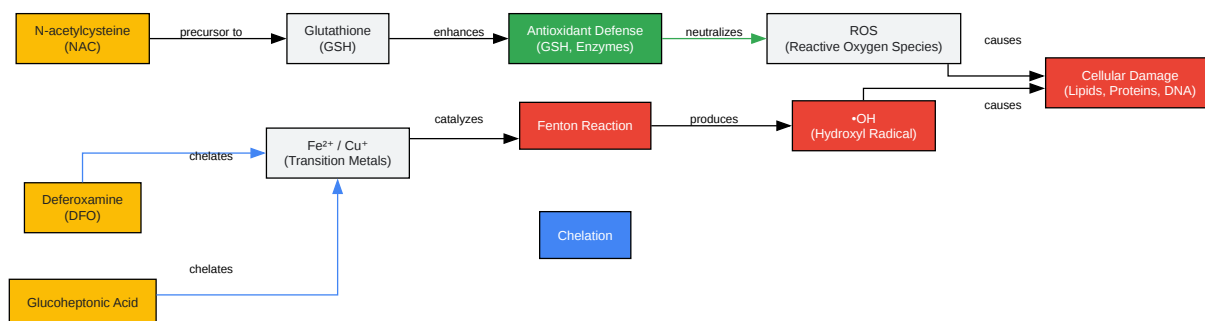 N-acetylcysteine
(NAC)
precursor to
Glutathione
(GSH)
enhances
Antioxidant Defense
(GSH, Enzymes)
neutralizes
ROS
(Reactive Oxygen Species)
causes
Cellular Damage
(Lipids, Proteins, DNA)
Fe²⁺ / Cu⁺
(Transition Metals)
catalyzes
Fenton Reaction
produces
•OH
(Hydroxyl Radical)
causes
chelates
Deferoxamine
(DFO)
Chelation
chelates
Glucoheptonic Acid